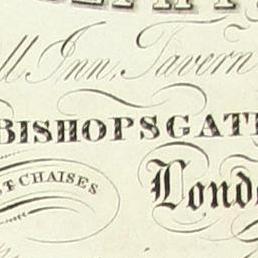 ll Inn, Tavern
BISHOPSGAT
T CHAISES
Lond